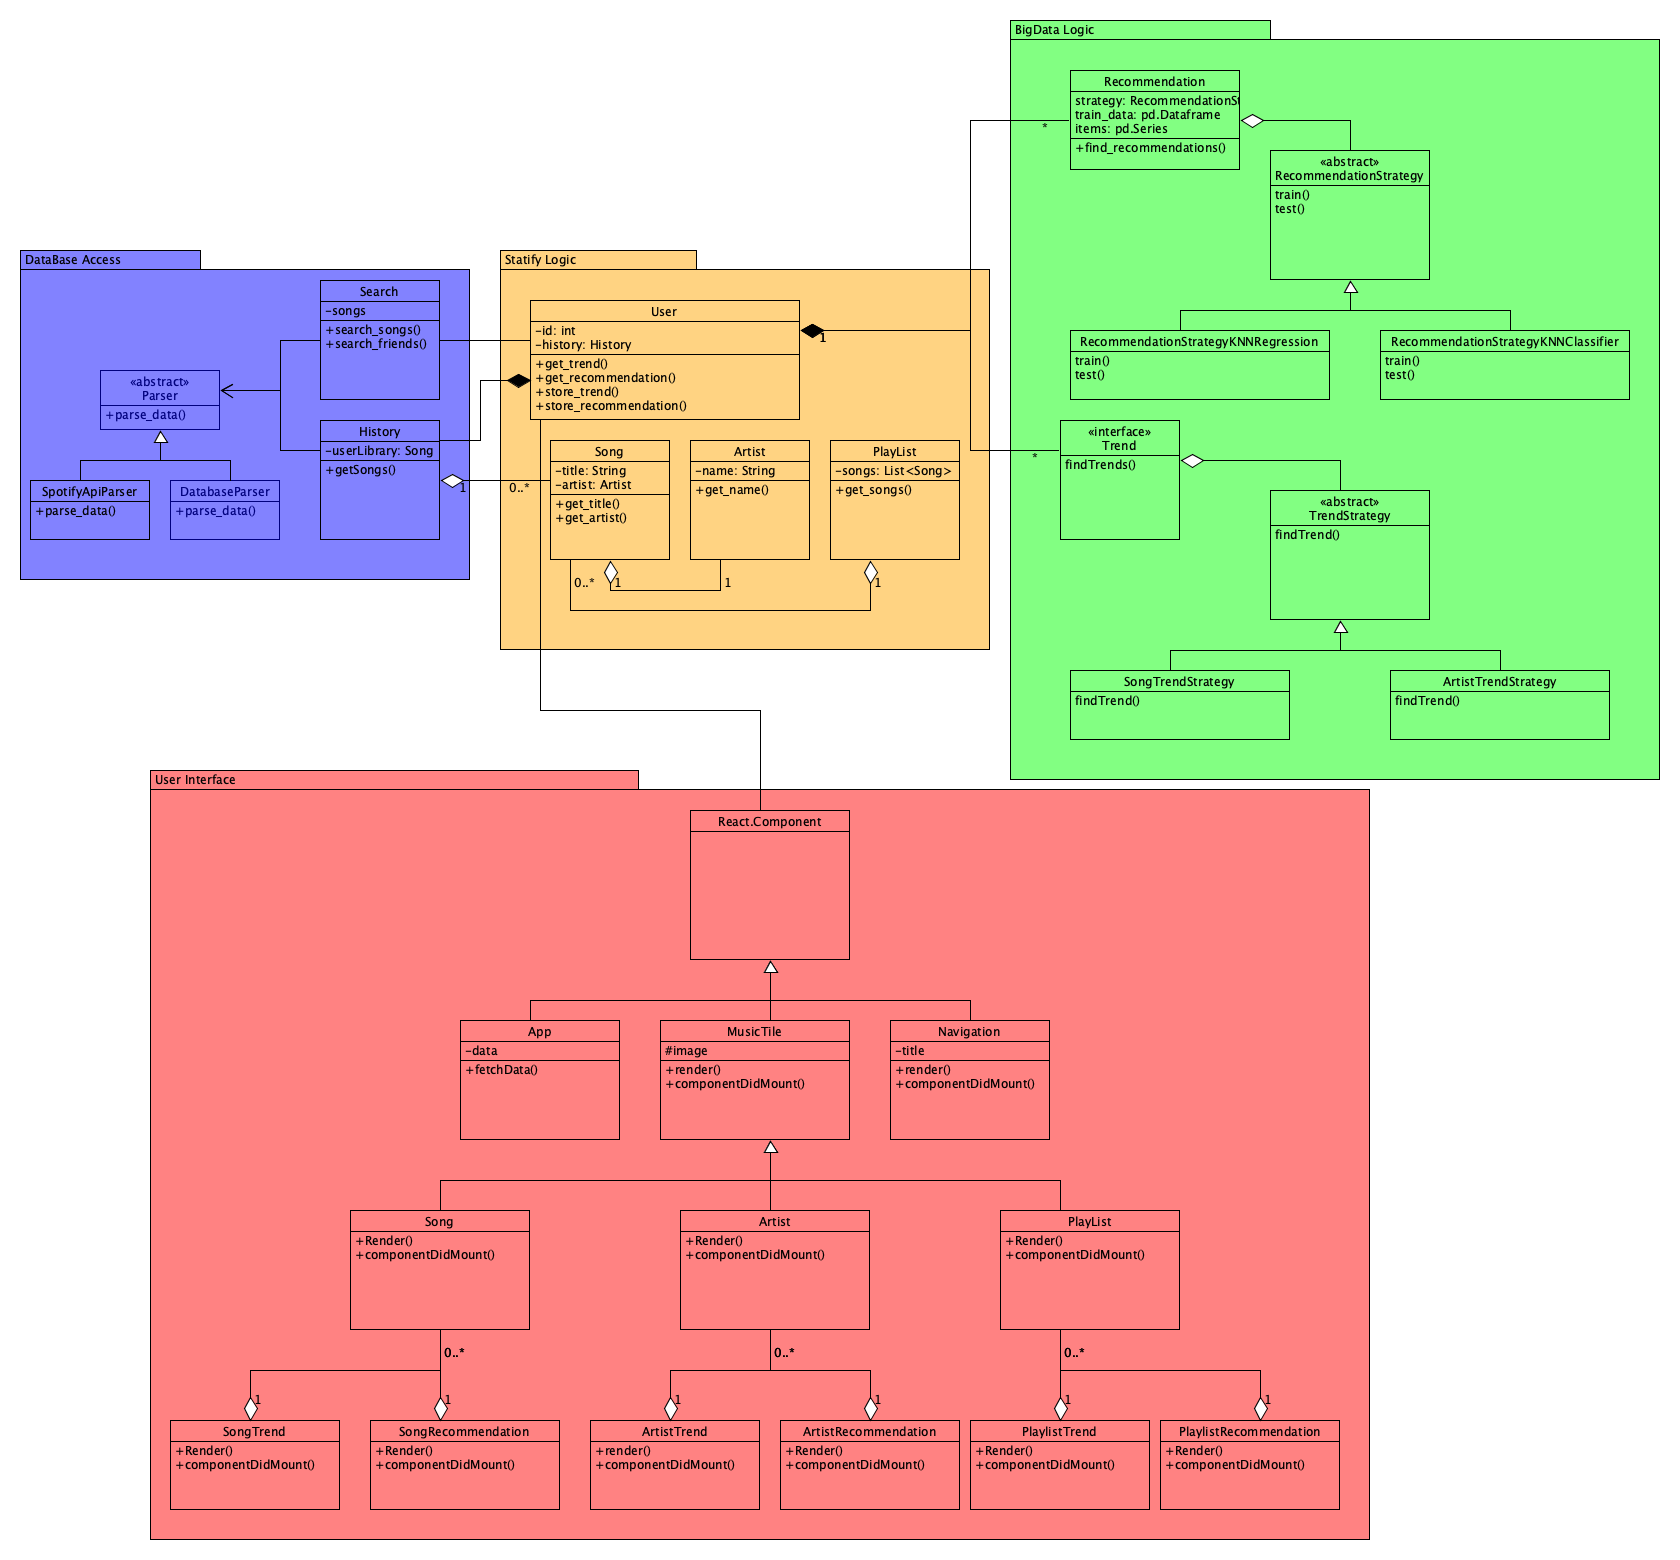 BigData Logic
Recommendation
strategy: RecommendationSt
train_data: pd.Dataframe
items: pd.Series
+find_recommendations()
*
«abstract»
RecommendationStrategy
train()
test()
RecommendationStrategyKNNRegression
train()
test()
RecommendationStrategyKNNClassifier
train()
test()
«interface»
Trend
findTrends()
*
«abstract»
TrendStrategy
findTrend()
SongTrendStrategy
findTrend()
ArtistTrendStrategy
findTrend()
DataBase Access
Search
-songs
+search_songs()
+search_friends()
«abstract»
Parser
+parse_data()
History
-userLibrary: Song
+getSongs()
1
SpotifyApiParser
+parse_data()
DatabaseParser
+parse_data()
Statify Logic
User
-id: int
-history: History
+get_trend()
+get_recommendation()
+store_trend()
+store_recommendation()
1
0..*
Song
-title: String
-artist: Artist
+get_title()
+get_artist()
Artist
-name: String
+get_name()
PlayList
-songs: List<Song>
+get_songs()
0..*
1
1
1
User Interface
React.Component
App
-data
+fetchData()
MusicTile
#image
+render()
+componentDidMount()
Navigation
-title
+render()
+componentDidMount()
Song
+Render()
+componentDidMount()
Artist
+Render()
+componentDidMount()
PlayList
+Render()
+componentDidMount()
0..*
0..*
0..*
1
1
1
1
1
1
SongTrend
+Render()
+componentDidMount()
SongRecommendation
+Render()
+componentDidMount()
ArtistTrend
+render()
+componentDidMount()
ArtistRecommendation
+Render()
+componentDidMount()
PlaylistTrend
+Render()
+componentDidMount()
PlaylistRecommendation
+Render()
+componentDidMount()